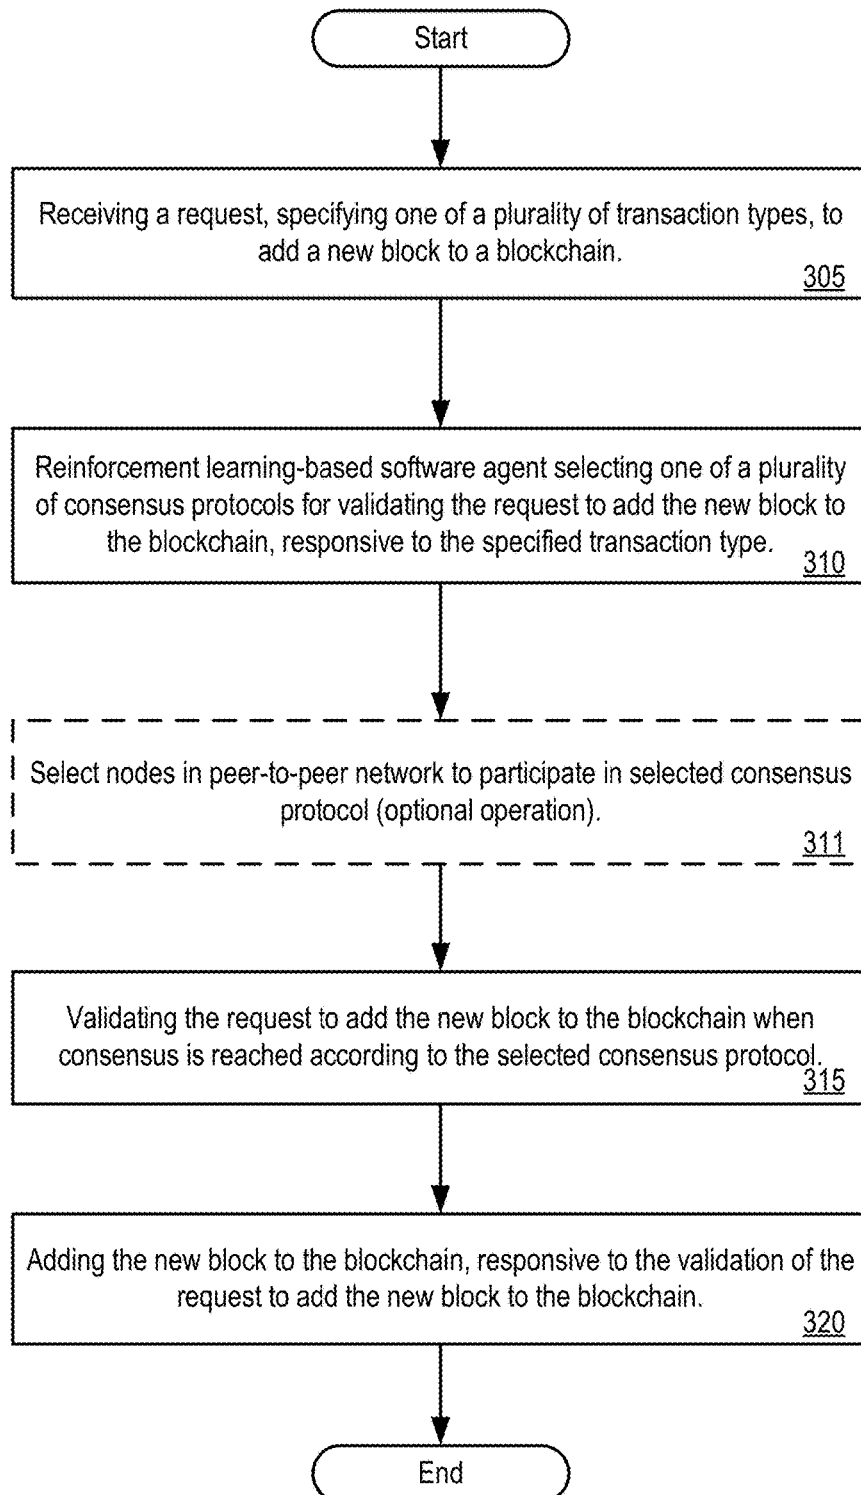 Start
Receiving a request, specifying one of a plurality of transaction types, to
add a new block to a blockchain.
305
Reinforcement learning-based software agent selecting one of a plurality
of consensus protocols for validating the request to add the new block to
the blockchain, responsive to the specified transaction type.
310
Select nodes in peer-to-peer network to participate in selected consensus
protocol (optional operation).
311
Validating the request to add the new block to the blockchain when
consensus is reached according to the selected consensus protocol.
315
Adding the new block to the blockchain, responsive to the validation of the
request to add the new block to the blockchain.
320
End